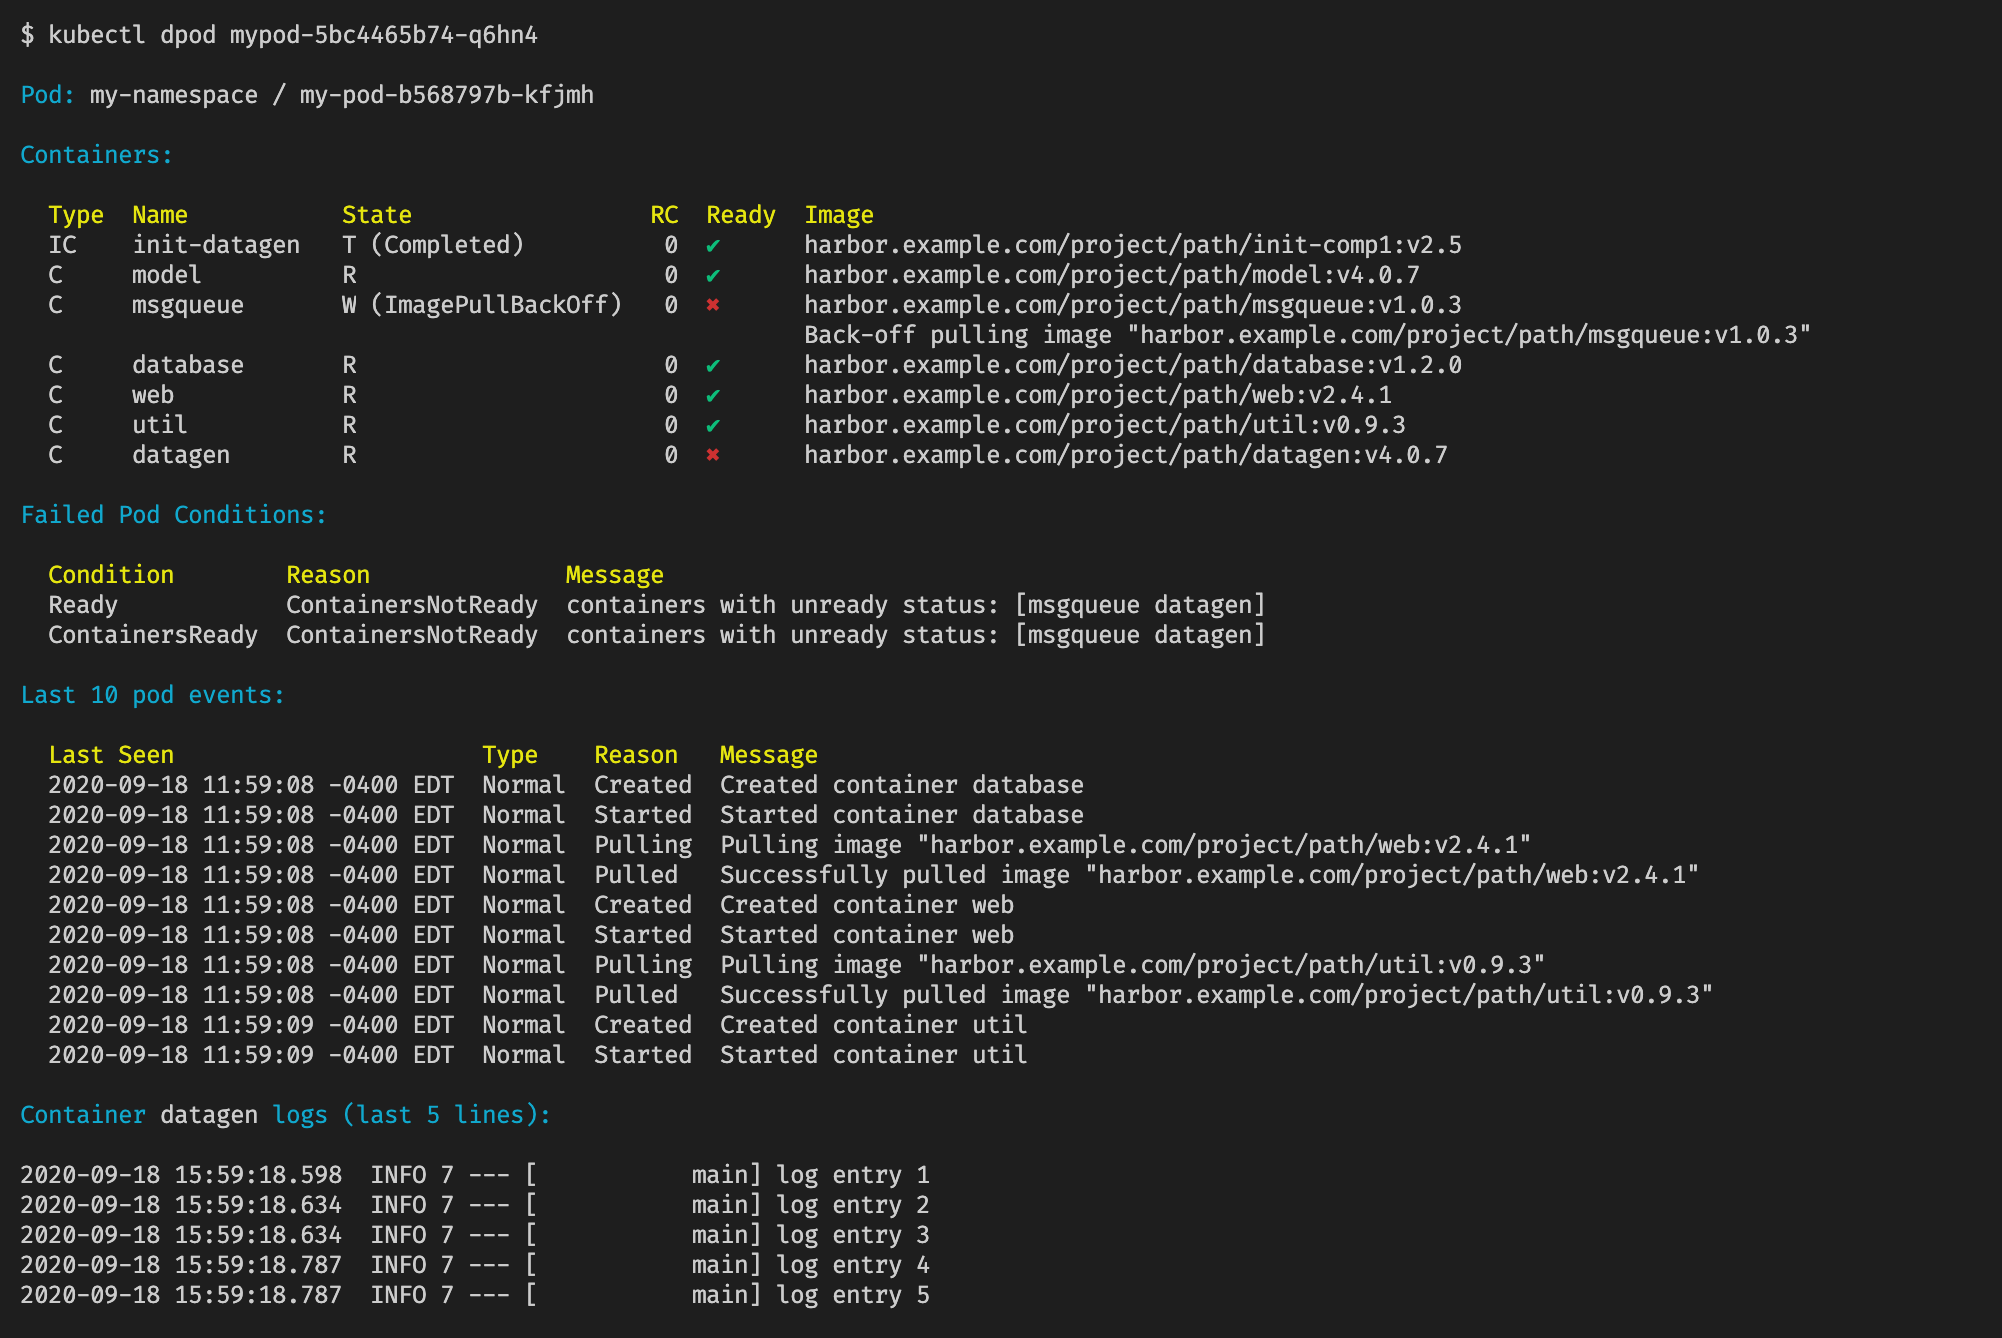 $ kubectl dpod mypod-5bc4465b74-q6hn4
Pod: my-namespace / my-pod-b568797b-kfjmh
Containers:
Type  Name           State                 RC  Ready  Image
IC    init-datagen   T (Completed)          0  ✔      harbor.example.com/project/path/init-comp1:v2.5
C     model          R                      0  ✔      harbor.example.com/project/path/model:v4.0.7
C     msgqueue       W (ImagePullBackOff)   0  ✖      harbor.example.com/project/path/msgqueue:v1.0.3
Back-off pulling image "harbor.example.com/project/path/msgqueue:v1.0.3"
C     database       R                      0  ✔      harbor.example.com/project/path/database:v1.2.0
C     web            R                      0  ✔      harbor.example.com/project/path/web:v2.4.1
C     util           R                      0  ✔      harbor.example.com/project/path/util:v0.9.3
C     datagen        R                      0  ✖      harbor.example.com/project/path/datagen:v4.0.7
Failed Pod Conditions:
Condition        Reason              Message
Ready            ContainersNotReady  containers with unready status: [msgqueue datagen]
ContainersReady  ContainersNotReady  containers with unready status: [msgqueue datagen]
Last 10 pod events:
Last Seen                      Type    Reason   Message
2020-09-18 11:59:08 -0400 EDT  Normal  Created  Created container database
2020-09-18 11:59:08 -0400 EDT  Normal  Started  Started container database
2020-09-18 11:59:08 -0400 EDT  Normal  Pulling  Pulling image "harbor.example.com/project/path/web:v2.4.1"
2020-09-18 11:59:08 -0400 EDT  Normal  Pulled   Successfully pulled image "harbor.example.com/project/path/web:v2.4.1"
2020-09-18 11:59:08 -0400 EDT  Normal  Created  Created container web
2020-09-18 11:59:08 -0400 EDT  Normal  Started  Started container web
2020-09-18 11:59:08 -0400 EDT  Normal  Pulling  Pulling image "harbor.example.com/project/path/util:v0.9.3"
2020-09-18 11:59:08 -0400 EDT  Normal  Pulled   Successfully pulled image "harbor.example.com/project/path/util:v0.9.3"
2020-09-18 11:59:09 -0400 EDT  Normal  Created  Created container util
2020-09-18 11:59:09 -0400 EDT  Normal  Started  Started container util
Container datagen logs (last 5 lines):
2020-09-18 15:59:18.598  INFO 7 --- [           main] log entry 1
2020-09-18 15:59:18.634  INFO 7 --- [           main] log entry 2
2020-09-18 15:59:18.634  INFO 7 --- [           main] log entry 3
2020-09-18 15:59:18.787  INFO 7 --- [           main] log entry 4
2020-09-18 15:59:18.787  INFO 7 --- [           main] log entry 5